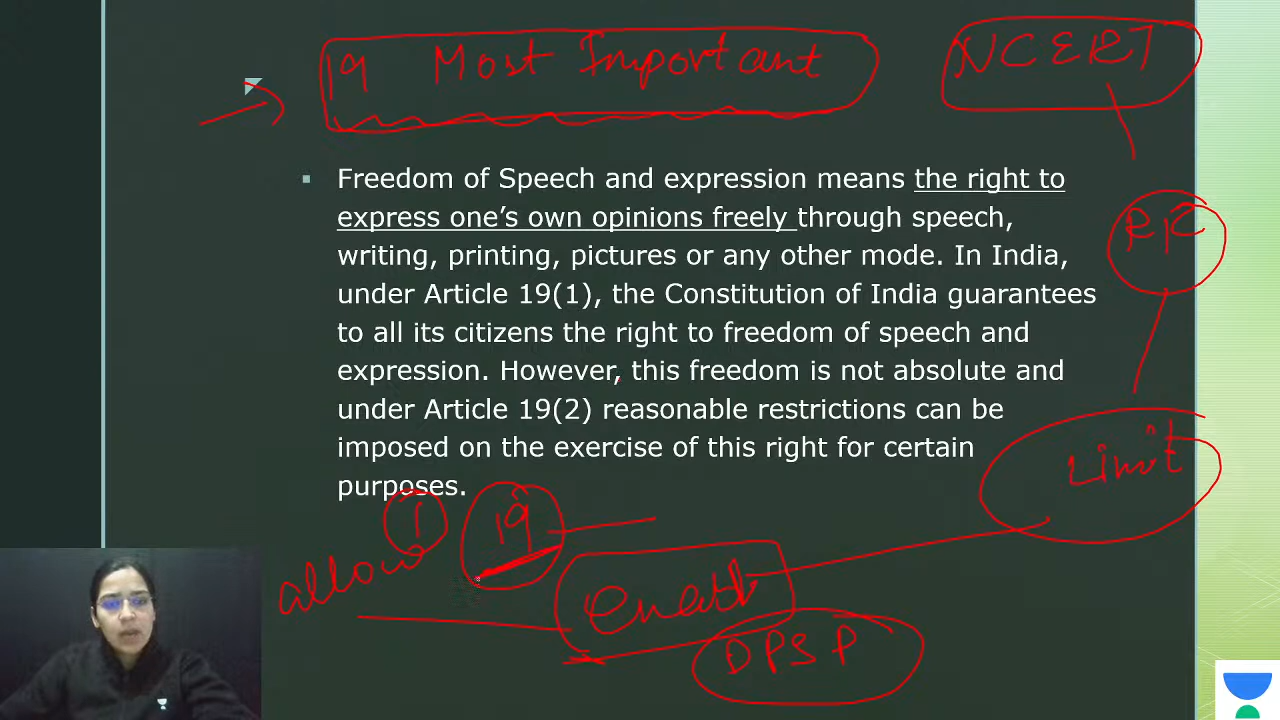 19 Most Important
NCERT
Freedom of Speech and expression means the right to
express one's own opinions freely through speech,
writing, printing, pictures or any other mode. In India,
under Article 19(1), the Constitution of India guarantees
to all its citizens the right to freedom of speech and
expression. However, this freedom is not absolute and
under Article 19(2) reasonable restrictions can be
imposed on the exercise of this right for certain
purposes.
Limit
19
allow
DPSP